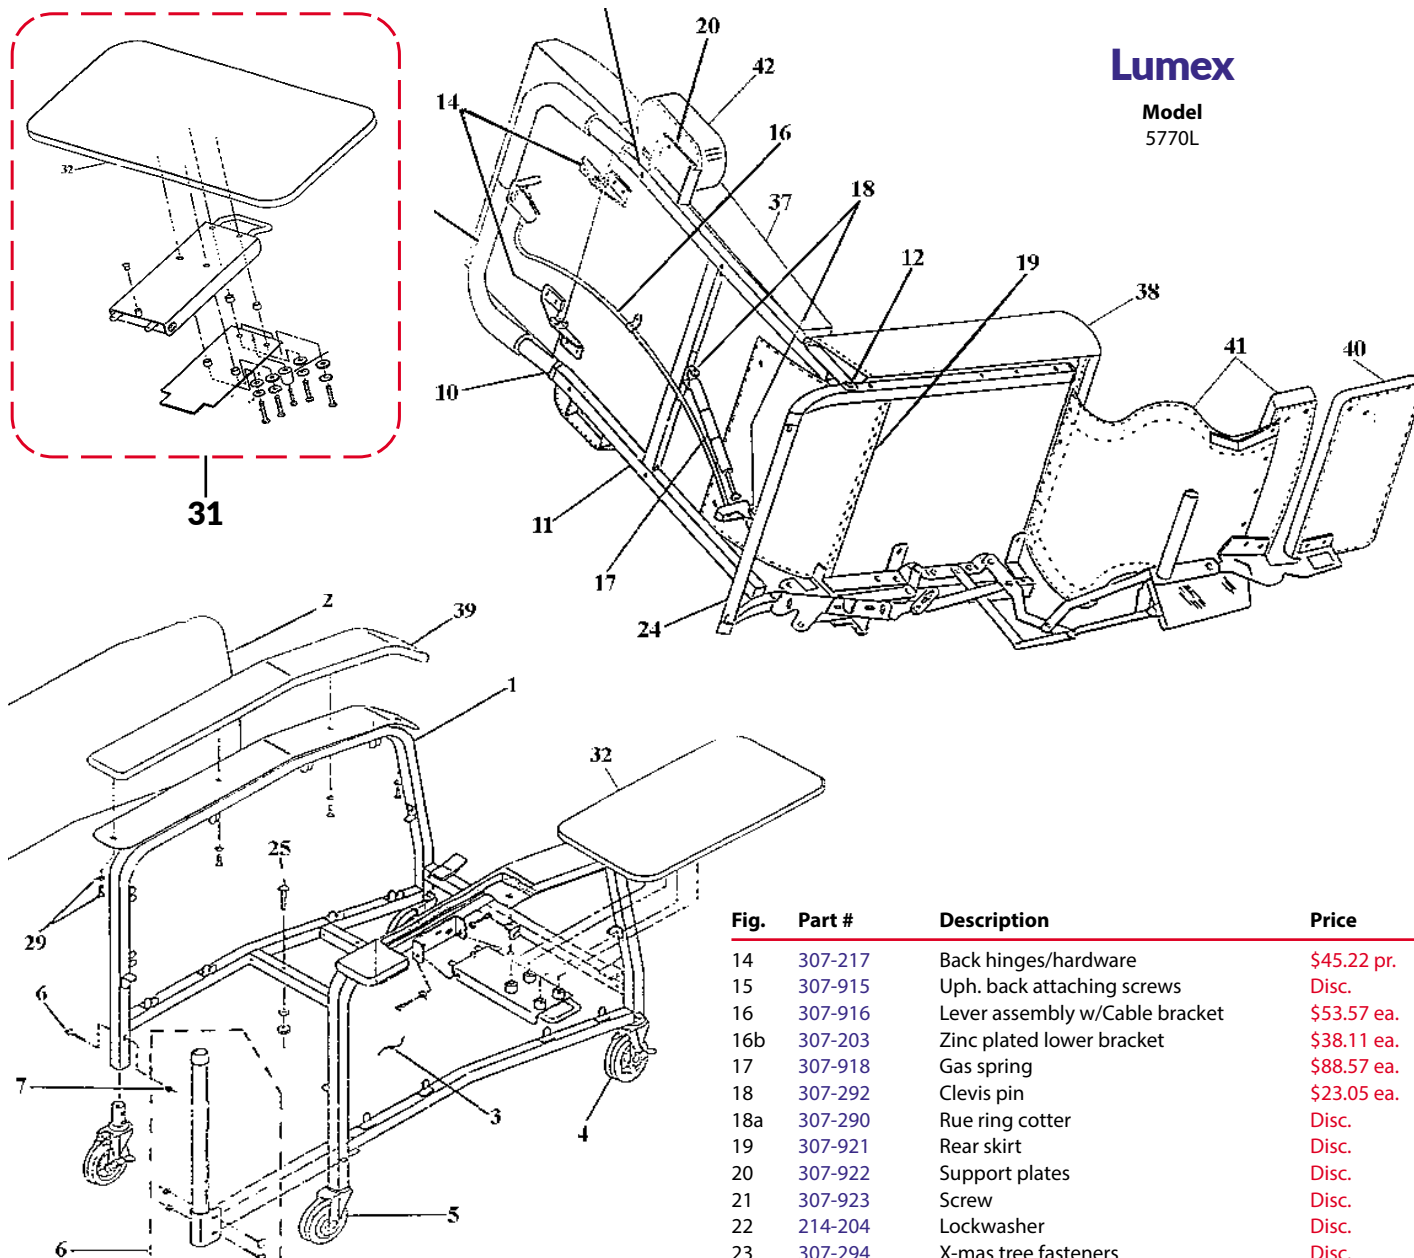 Lumex
Model
5770L
32
31
20
42
14
16
18
37
12
19
38
41
40
10
11
17
24
2
39
1
32
25
29
6
7
3
4
5
6
Fig. Part # Description Price
14 307-217 Back hinges/hardware $45.22 pr.
15 307-915 Uph. back attaching screws Disc.
16 307-916 Lever assembly w/Cable bracket $53.57 ea.
16b 307-203 Zinc plated lower bracket $38.11 ea.
17 307-918 Gas spring $88.57 ea.
18 307-292 Clevis pin $23.05 ea.
18a 307-290 Rue ring cotter Disc.
19 307-921 Rear skirt Disc.
20 307-922 Support plates Disc.
21 307-923 Screw Disc.
22 214-204 Lockwasher Disc.
23 307-294 X-mas tree fasteners Disc.